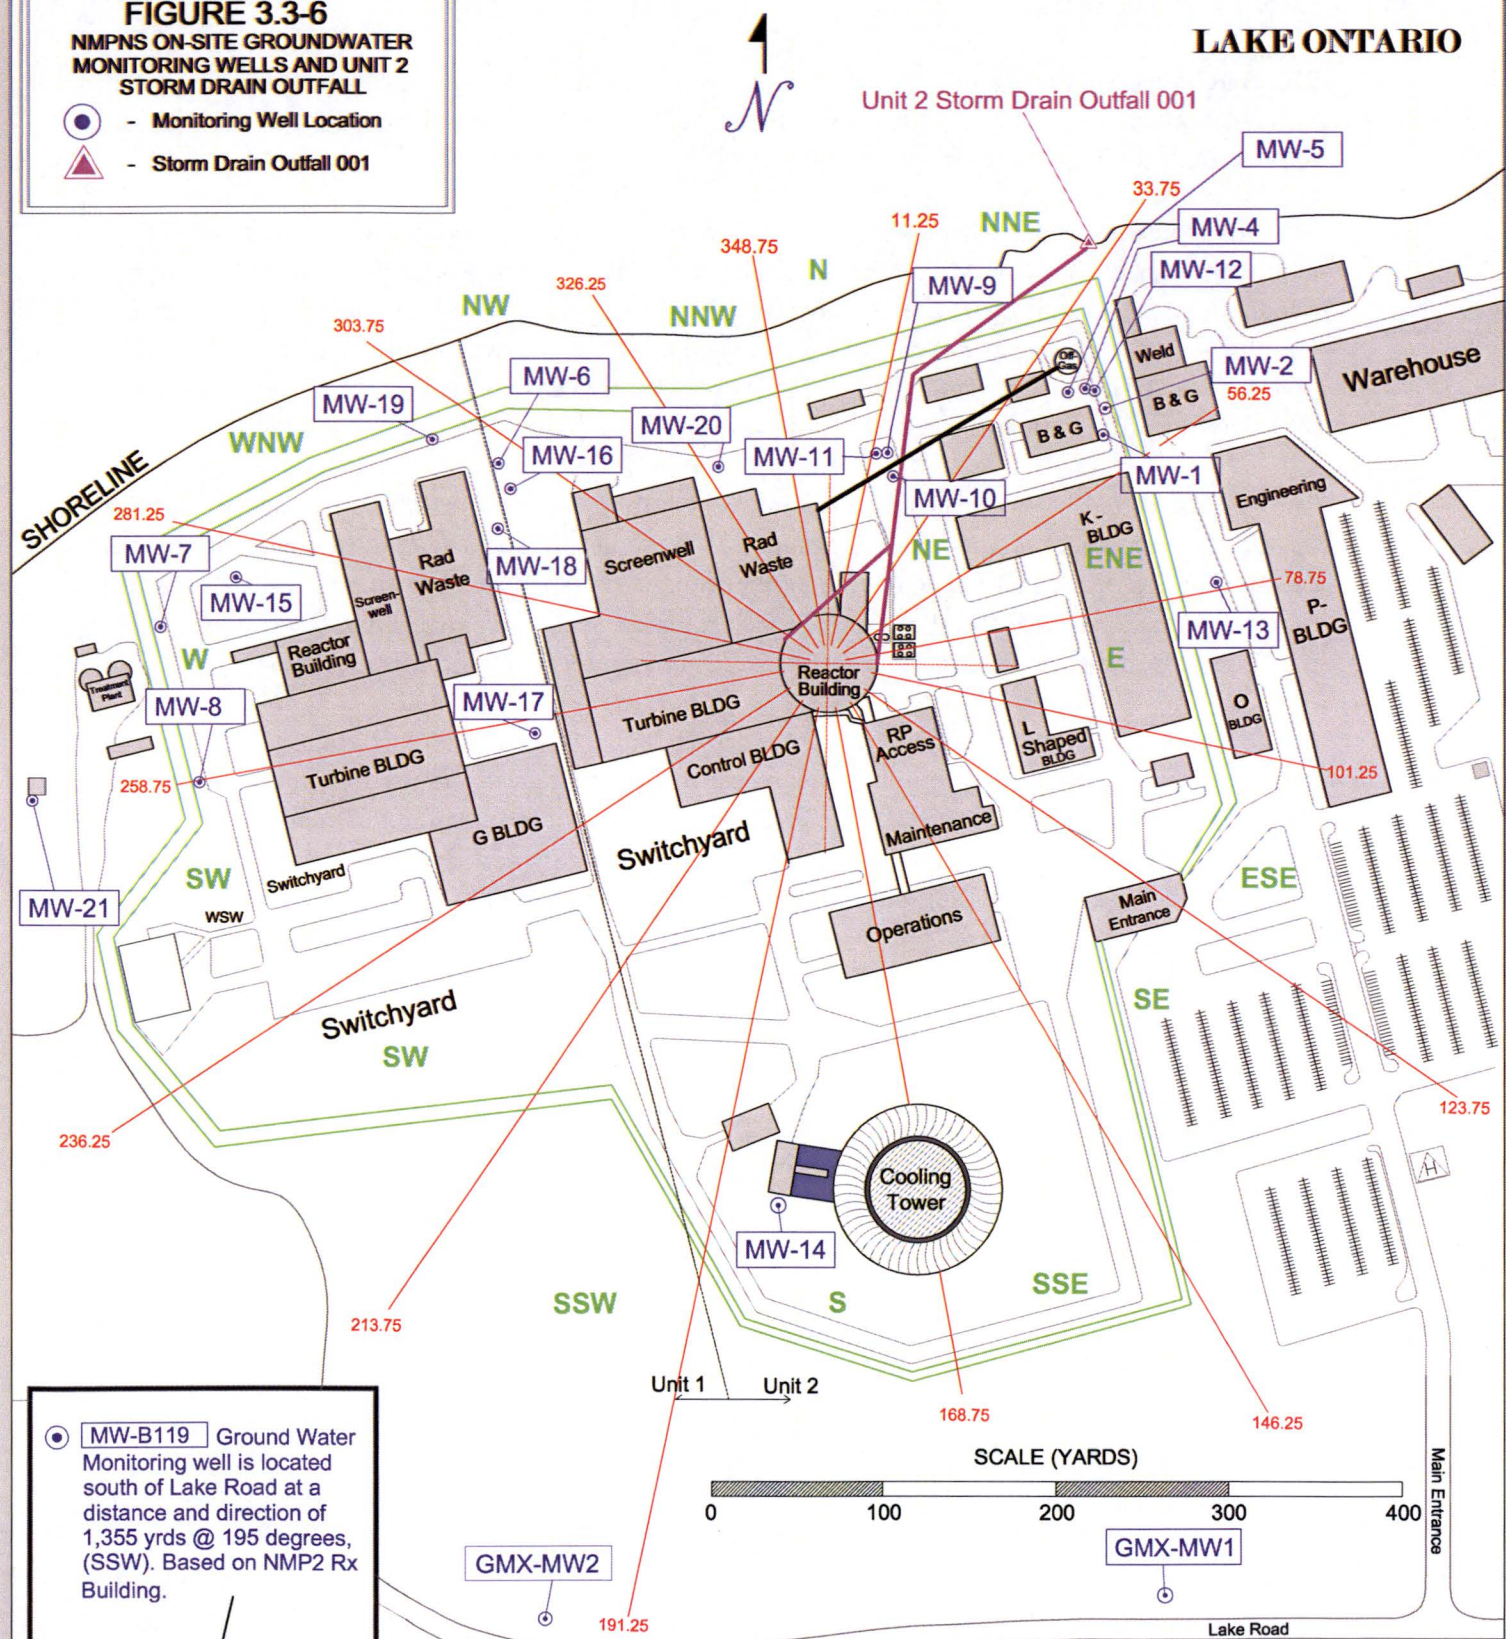 FIGURE 3.3-6
NMPNS ON-SITE GROUNDWATER
MONITORING WELLS AND UNIT 2
STORM DRAIN OUTFALL
- Monitoring Well Location
- Storm Drain Outfall 001
N
LAKE ONTARIO
Unit 2 Storm Drain Outfall 001
MW-5
33.75
11.25
NNE
MW-4
348.75
N
MW-12
326.25
MW-9
NW
NNW
303.75
Off
Gas
Weld
MW-2
Warehouse
MW-6
56.25
MW-19
B & G
MW-20
B & G
WNW
MW-16
MW-11
MW-1
SHORELINE
MW-10
Engineering
281.25
K-
BLDG
MW-7
Rad
Waste
Screenwell
Rad
Waste
NE
ENE
MW-18
78.75
MW-15
Screen-
well
P-
BLDG
MW-13
Reactor
Building
W
E
Treatment
Plant
Reactor
Building
MW-8
MW-17
Turbine BLDG
O
BLDG
L
Shaped
BLDG
RP
Access
Control BLDG
Turbine BLDG
258.75
101.25
G BLDG
Maintenance
Switchyard
SW
Switchyard
ESE
MW-21
WSW
Main
Entrance
Operations
SE
Switchyard
SW
236.25
123.75
H
Cooling
Tower
MW-14
SSE
SSW
S
213.75
Unit 1
Unit 2
168.75
146.25
MW-B119 Ground Water
Monitoring well is located
south of Lake Road at a
distance and direction of
1,355 yrds @ 195 degrees,
(SSW). Based on NMP2 Rx
Building.
SCALE (YARDS)
0 100 200 300 400
Main Entrance
GMX-MW2
GMX-MW1
191.25
Lake Road